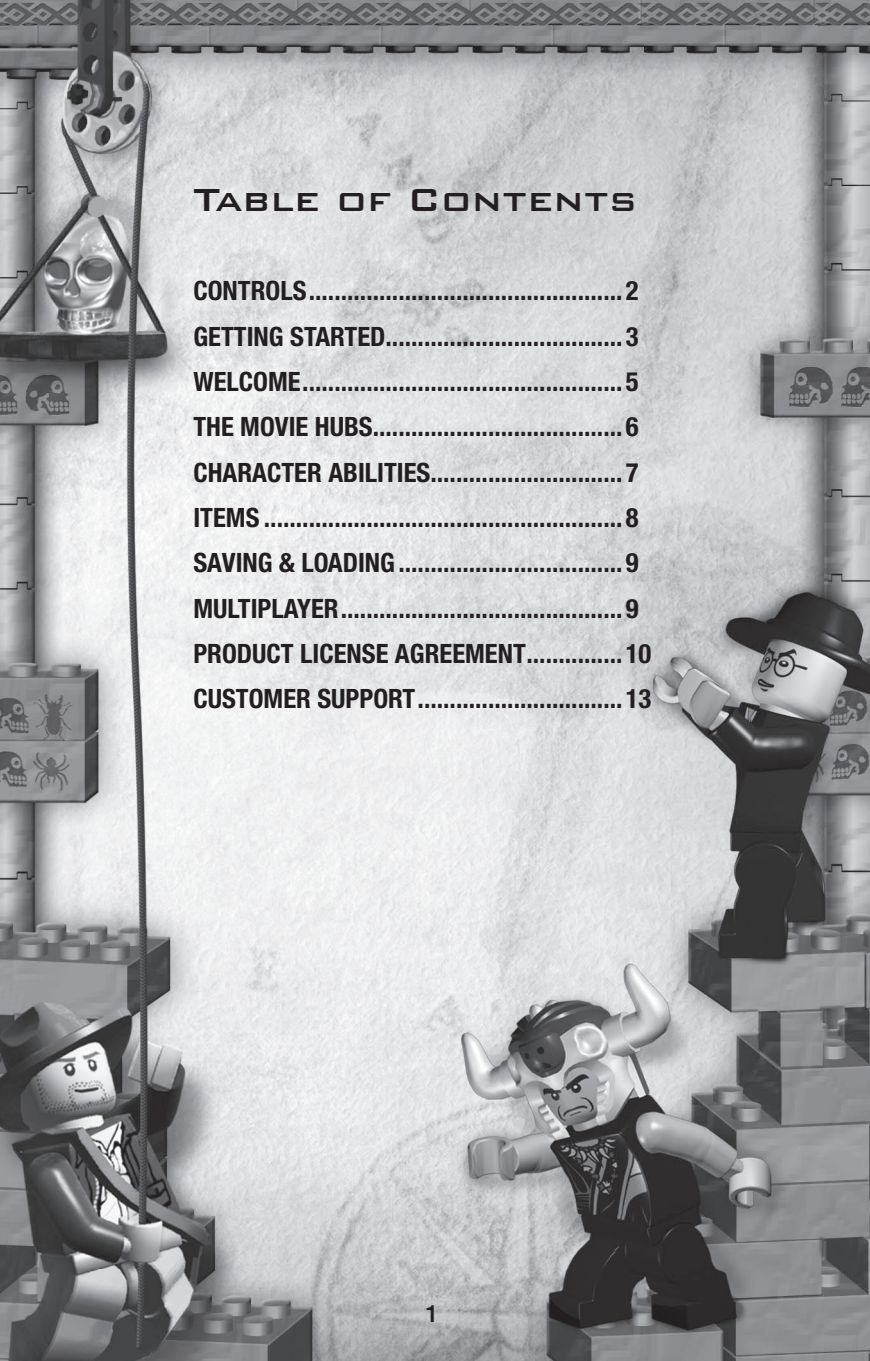 Table of Contents
CONTROLS.................................................2
GETTING STARTED.....................................3
WELCOME..................................................5
THE MOVIE HUBS.......................................6
CHARACTER ABILITIES..............................7
ITEMS ........................................................8
SAVING & LOADING ...................................9
MULTIPLAYER............................................9
PRODUCT LICENSE AGREEMENT...............10
CUSTOMER SUPPORT................................13
1